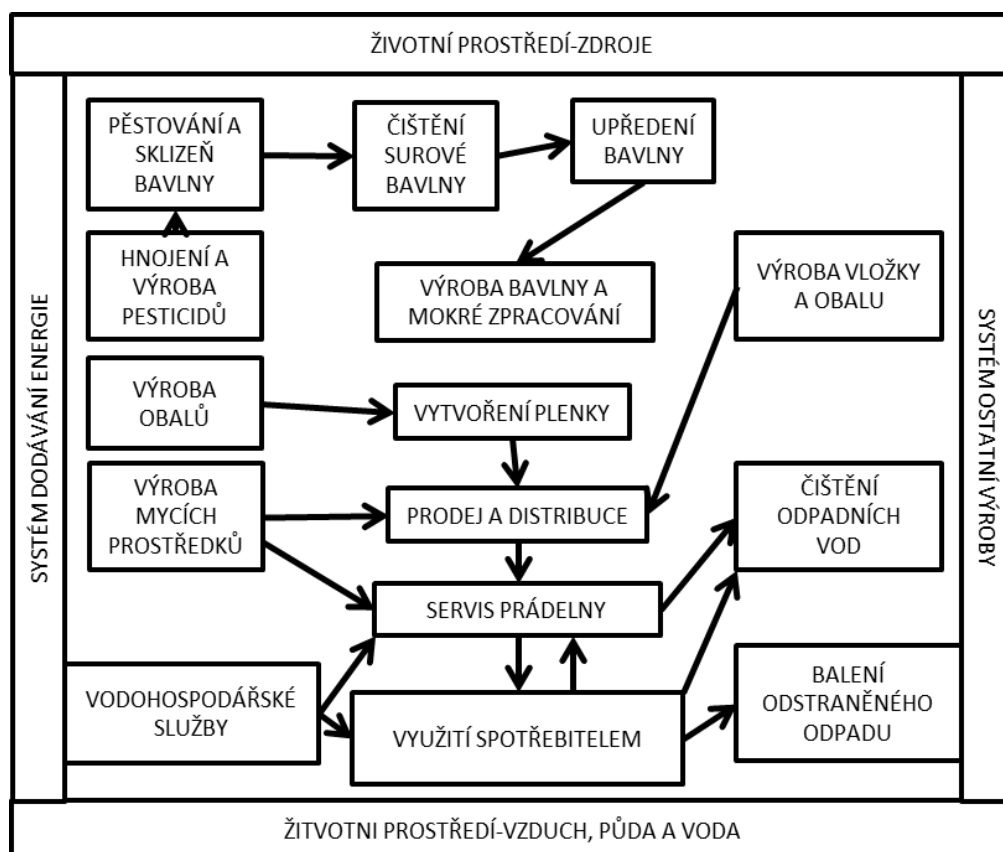 ŽIVOTNÍ PROSTŘEDÍ-ZDROJE
SYSTÉM DODÁVÁNÍ ENERGIE
PĚSTOVÁNÍ A
SKLIZEŇ
BAVLNY
ČIŠTĚNÍ
SUROVÉ
BAVLNY
UPŘEDENÍ
BAVLNY
HNOJENÍ A
VÝROBA
PESTICIDŮ
VÝROBA BAVLNY A
MOKRÉ ZPRACOVÁNÍ
VÝROBA VLOŽKY
A OBALU
VÝROBA
OBALŮ
VYTVOŘENÍ PLENKY
VÝROBA
MYCÍCH
PROSTŘEDKŮ
PRODEJ A DISTRIBUCE
ČIŠTĚNÍ
ODPADNÍCH
VOD
SERVIS PRÁDELNY
VODOHOSPODÁŘSKÉ
SLUŽBY
VYUŽITÍ SPOTŘEBITELEM
BALENÍ
ODSTRANĚNÉHO
ODPADU
SYSTÉM OSTATNÍ VÝROBY
ŽITVOTNI PROSTŘEDÍ-VZDUCH, PŮDA A VODA